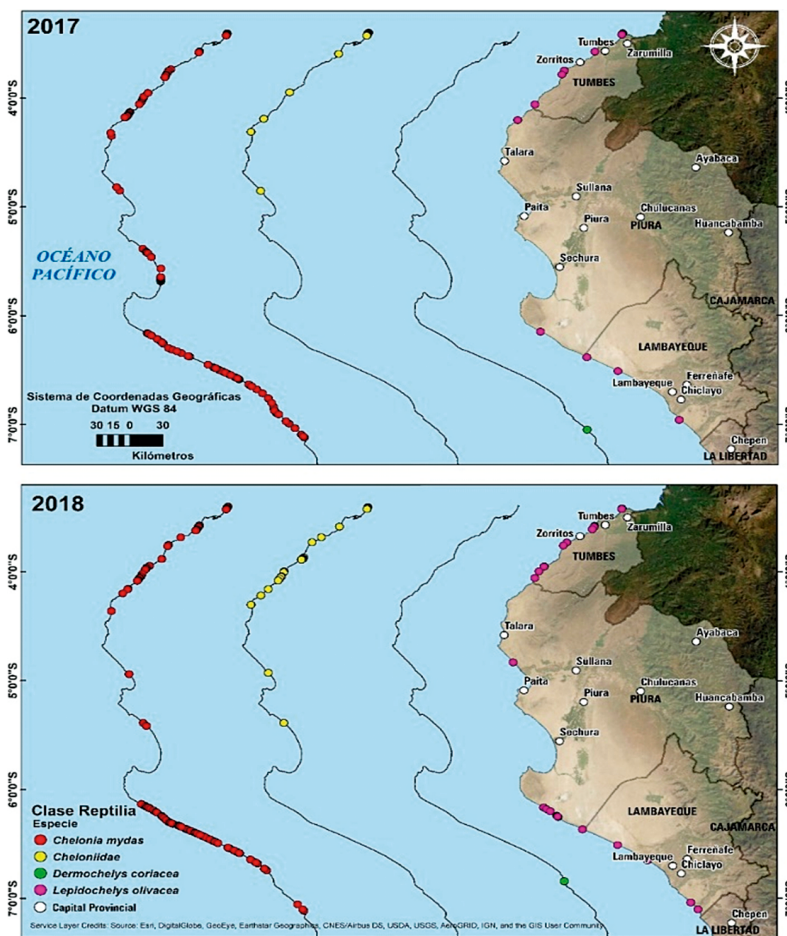 2017
Tumbes
Zarumilla
Zorritos
TUMBES
4°0'0"S
Talara
Ayabaca
Sullana
5°0'0"S
Paita
Chulucanas
Piura
PIURA
Huancabamba
OCÉANO
PACÍFICO
Sechura
CAJAMARCA
6°0'0"S
LAMBAYEQUE
Sistema de Coordenadas Geográficas
Datum WGS 84
Ferreñafe
Lambayeque
Chiclayo
30 15 0 30
7°0'0"S
Kilómetros
Chepen
LA LIBERTAD
2018
Tumbes
Zarumilla
Zorritos
TUMBES
4°0'0"S
Talara
Ayabaca
Sullana
5°0'0"S
Paita
Chulucanas
Piura
PIURA
Huancabamba
Sechura
6°0'0"S
Clase Reptilia
LAMBAYEQUE
Especie
CAJAMARCA
Chelonia mydas
Cheloniidae
Ferreñafe
Lambayeque
Chiclayo
Dermochelys coriacea
Lepidochelys olivacea
7°0'0"S
Capital Provincial
Chepen
LA LIBERTAD
Service Layer Credits: Source: Esri, DigitalGlobe, GeoEye, Earthstar Geographics, CNES/Airbus DS, USDA, USGS, AeroGRID, IGN, and the GIS User Community